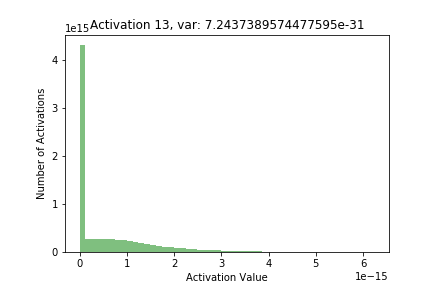 Activation 13, var: 7.2437389574477595e-31
1e15
4
3
2
1
0
Number of Activations
0 1 2 3 4 5 6
1e−15
Activation Value